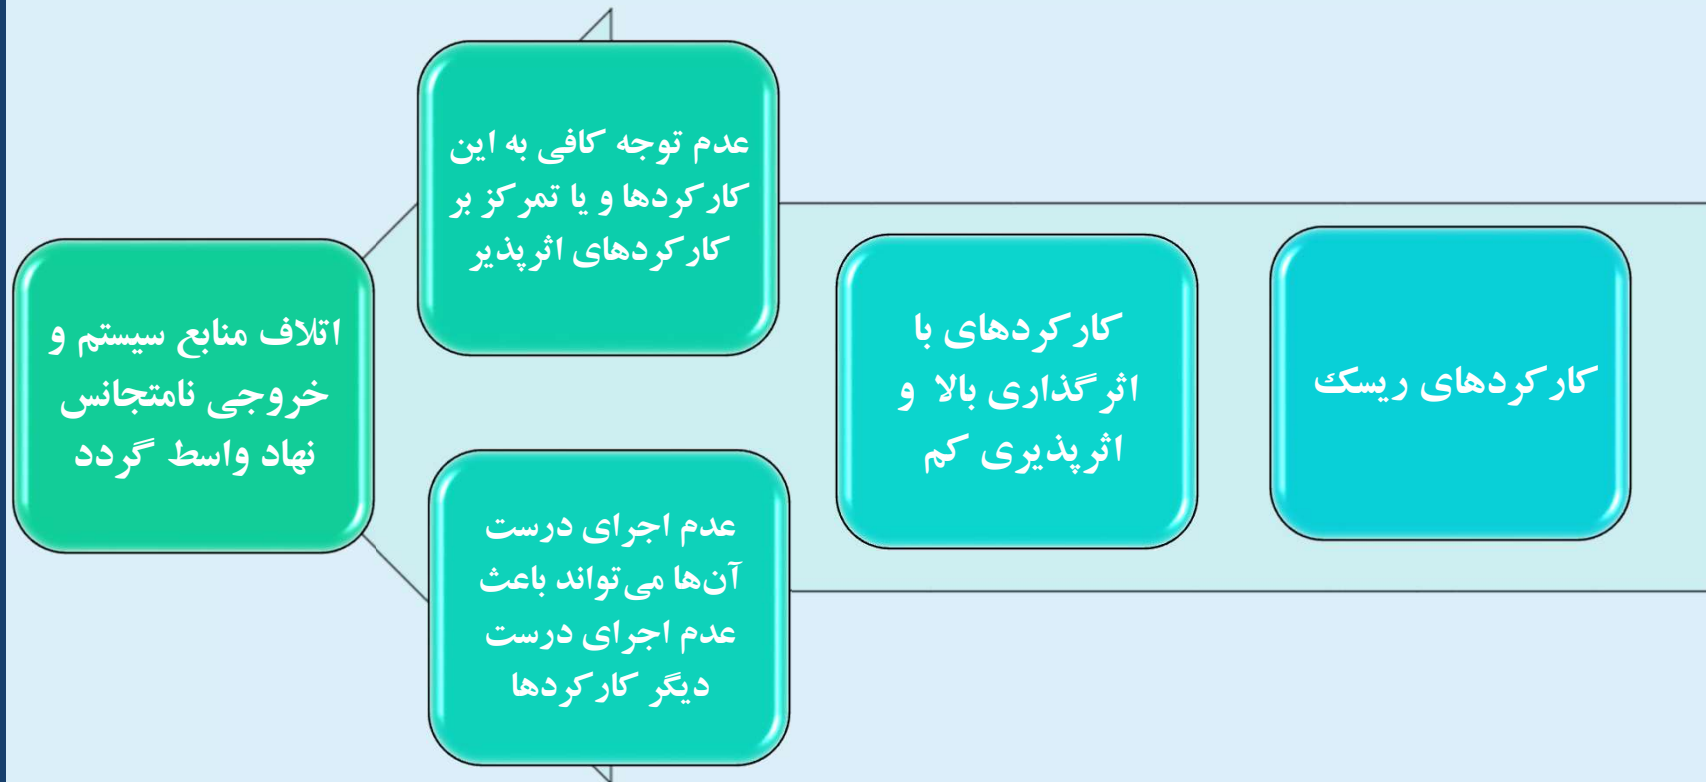 کارکردهای ریسک
کارکردهای با
اثرگذاری بالا و
اثرپذیری کم
عدم توجه کافی به این
کارکردها و یا تمرکز بر
کارکردهای اثرپذیر
عدم اجرای درست
آن‌ها می‌تواند باعث
عدم اجرای درست
دیگر کارکردها
اتلاف منابع سیستم و
خروجی نامتجانس
نهاد واسط گردد